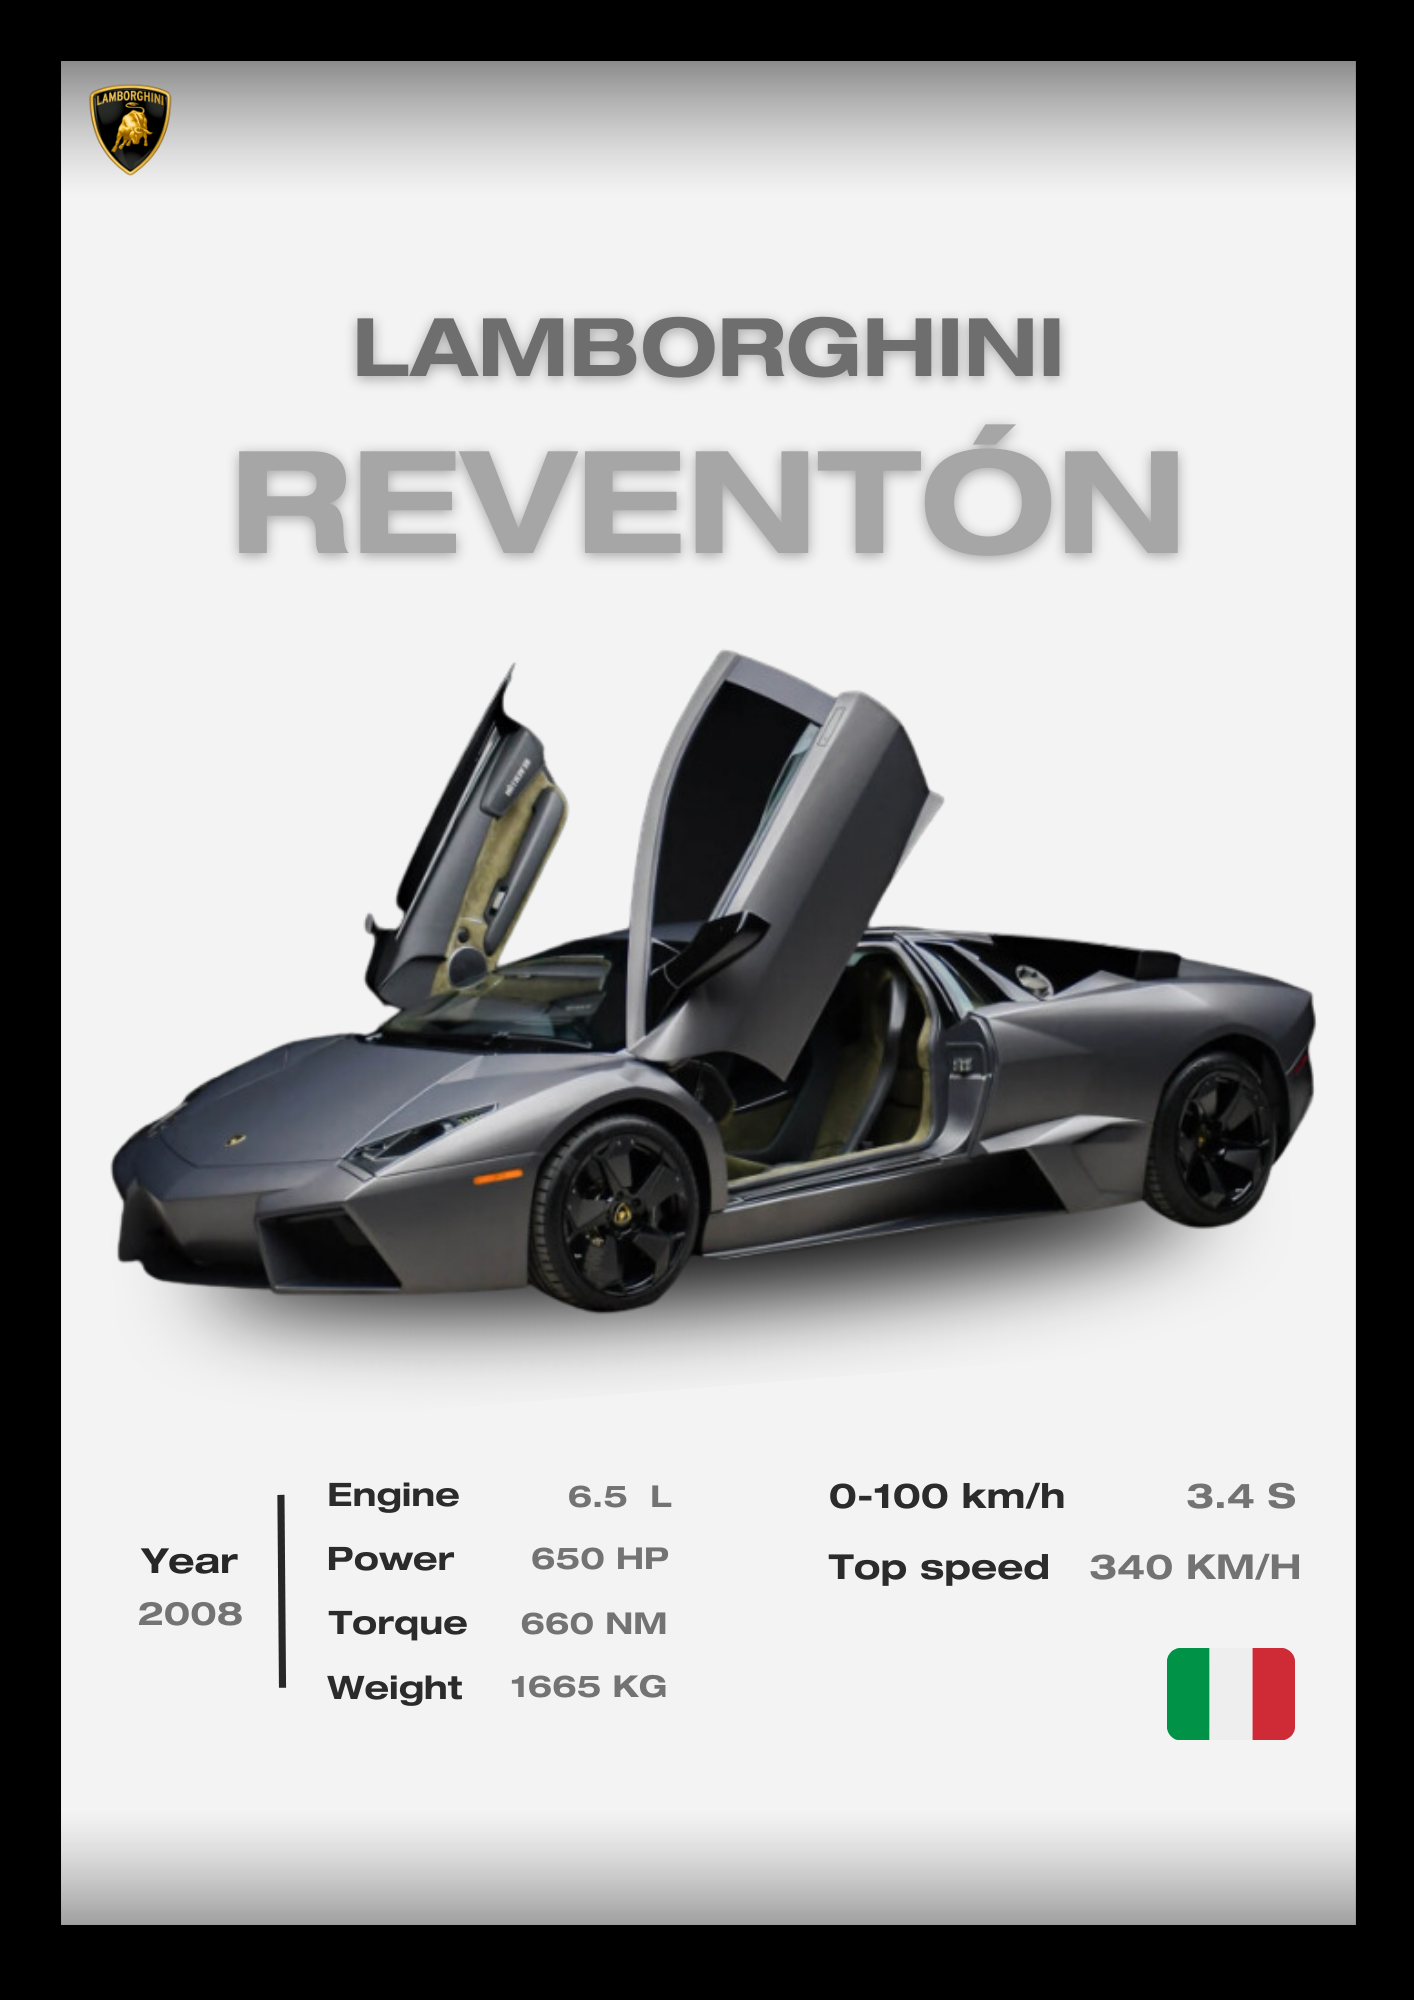 LAMBORGHINI
LAMBORGHINI
REVENTÓN
Year
2008
Engine 6.5 L
Power 650 HP
Torque 660 NM
Weight 1665 KG
0-100 km/h 3.4 S
Top speed 340 KM/H